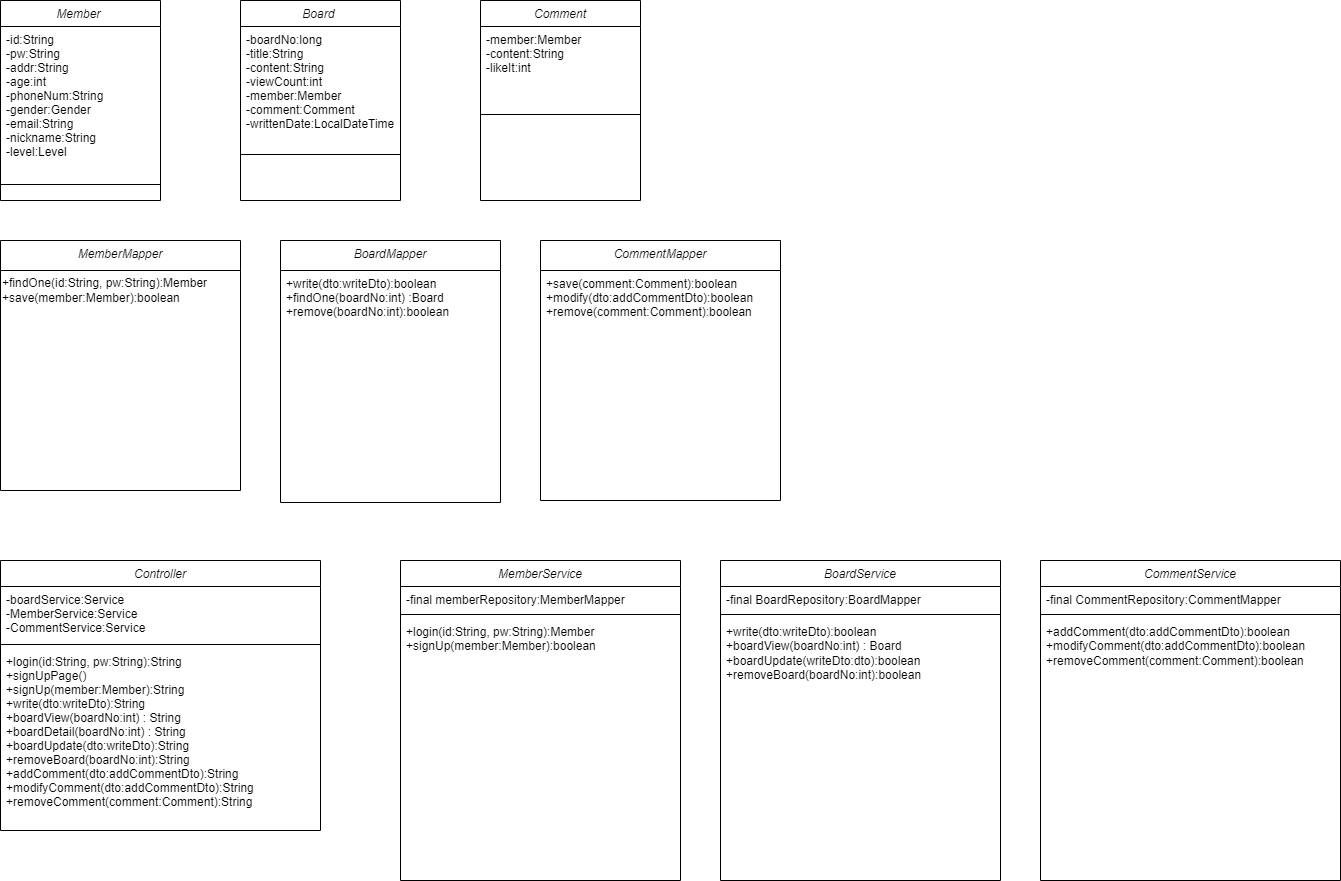 Member
-id:String
-pw:String
-addr:String
-age:int
-phoneNum:String
-gender:Gender
-email:String
-nickname:String
-level:Level
Board
-boardNo:long
-title:String
-content:String
-viewCount:int
-member:Member
-comment:Comment
-writtenDate:LocalDateTime
Comment
-member:Member
-content:String
-likeIt:int
MemberMapper
+findOne(id:String, pw:String):Member
+save(member:Member):boolean
BoardMapper
+write(dto:writeDto):boolean
+findOne(boardNo:int) :Board
+remove(boardNo:int):boolean
CommentMapper
+save(comment:Comment):boolean
+modify(dto:addCommentDto):boolean
+remove(comment:Comment):boolean
Controller
-boardService:Service
-MemberService:Service
-CommentService:Service
+login(id:String, pw:String):String
+signUpPage()
+signUp(member:Member):String
+write(dto:writeDto):String
+boardView(boardNo:int) : String
+boardDetail(boardNo:int) : String
+boardUpdate(dto:writeDto):String
+removeBoard(boardNo:int):String
+addComment(dto:addCommentDto):String
+modifyComment(dto:addCommentDto):String
+removeComment(comment:Comment):String
MemberService
-final memberRepository:MemberMapper
+login(id:String, pw:String):Member
+signUp(member:Member):boolean
BoardService
-final BoardRepository:BoardMapper
+write(dto:writeDto):boolean
+boardView(boardNo:int) : Board
+boardUpdate(writeDto:dto):boolean
+removeBoard(boardNo:int):boolean
CommentService
-final CommentRepository:CommentMapper
+addComment(dto:addCommentDto):boolean
+modifyComment(dto:addCommentDto):boolean
+removeComment(comment:Comment):boolean